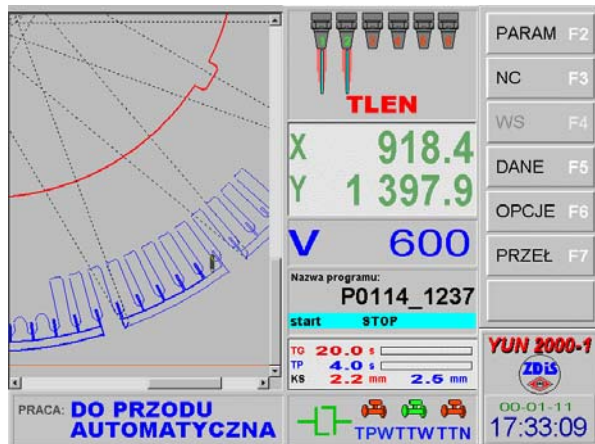 TLEN
X 918.4
Y 1 397.9
V 600
Nazwa programu:
P0114_1237
start STOP
TG 20.0 s
TP 4.0 s
KS 2.2 mm 2.5 mm
PRACA: DO PRZODU
AUTOMATYCZNA
TPWTTWTTN
PARAM F2
NC F3
WS F4
DANE F5
OPCJE F6
PRZEŁ F7
YUN 2000-1
ZDiS
00-01-11
17:33:09